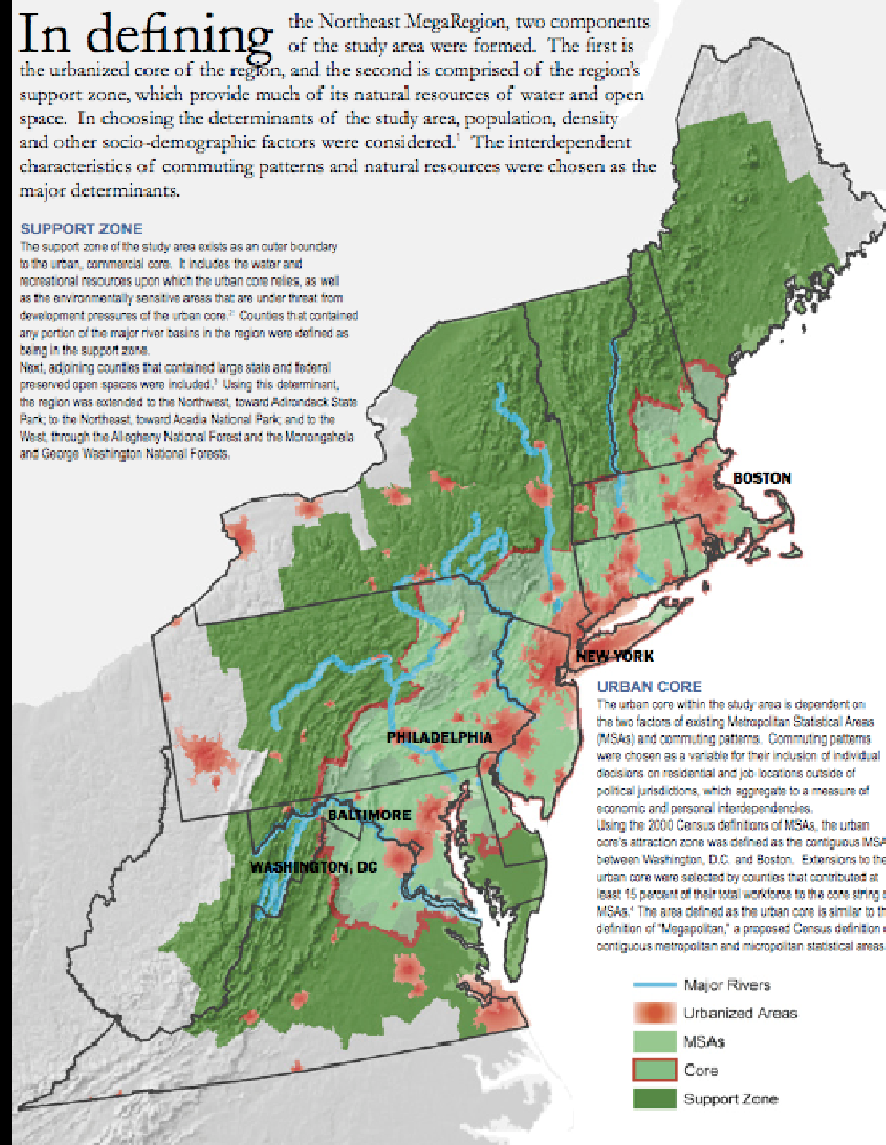 In defining the Northeast MegaRegion, two components
of the study area were formed. The first is
the urbanized core of the region, and the second is comprised of the region's
support zone, which provide much of its natural resources of water and open
space. In choosing the determinants of the study area, population, density
and other socio-demographic factors were considered.¹ The interdependent
characteristics of commuting patterns and natural resources were chosen as the
major determinants.
SUPPORT ZONE
The support zone of the study area exists as an outer boundary
to the urban, commercial core. It includes the water and
recreational resources upon which the urban core relies, as well
as the environmentally sensitive areas that are under threat from
development pressures of the urban core. Counties that contained
any portion of the major river basins in the region were defined as
being in the support zone.
Next, adjoining counties that contained large state and federal
preserved open spaces were included.³ Using this determinant,
the region was extended to the Northwest, toward Adirondack State
Park; to the Northeast, toward Acadia National Park; and to the
West, through the Allegheny National Forest and the Monongahela
and George Washington National Forests.
BOSTON
NEW YORK
PHILADELPHIA
BALTIMORE
WASHINGTON, DC
URBAN CORE
The urban core within the study area is dependent on
the two factors of existing Metropolitan Statistical Areas
(MSAs) and commuting patterns. Commuting patterns
were chosen as a variable for their inclusion of individual
decisions on residential and job locations outside of
political jurisdictions, which aggregate to a measure of
economic and personal interdependencies.
Using the 2000 Census definitions of MSAs, the urban
core's attraction zone was defined as the contiguous MSA
between Washington, D.C. and Boston. Extensions to the
urban core were selected by counties that contributed at
least 15 percent of their total workforce to the core string
MSAs.⁴ The area defined as the urban core is similar to th
definition of "Megapolitan," a proposed Census definition
contiguous metropolitan and micropolitan statistical areas
Major Rivers
Urbanized Areas
MSAs
Core
Support Zone